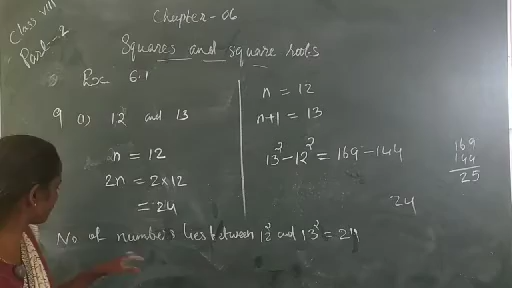 Class VIII
Part-2
Chapter-06
Squares and square roots
Ex 6.1
9 a) 12 and 13
n = 12
2n = 2×12
= 24
n = 12
n+1 = 13
13² - 12² = 169 - 144
24
169
144
25
No of numbers lies between 12² and 13² = 24